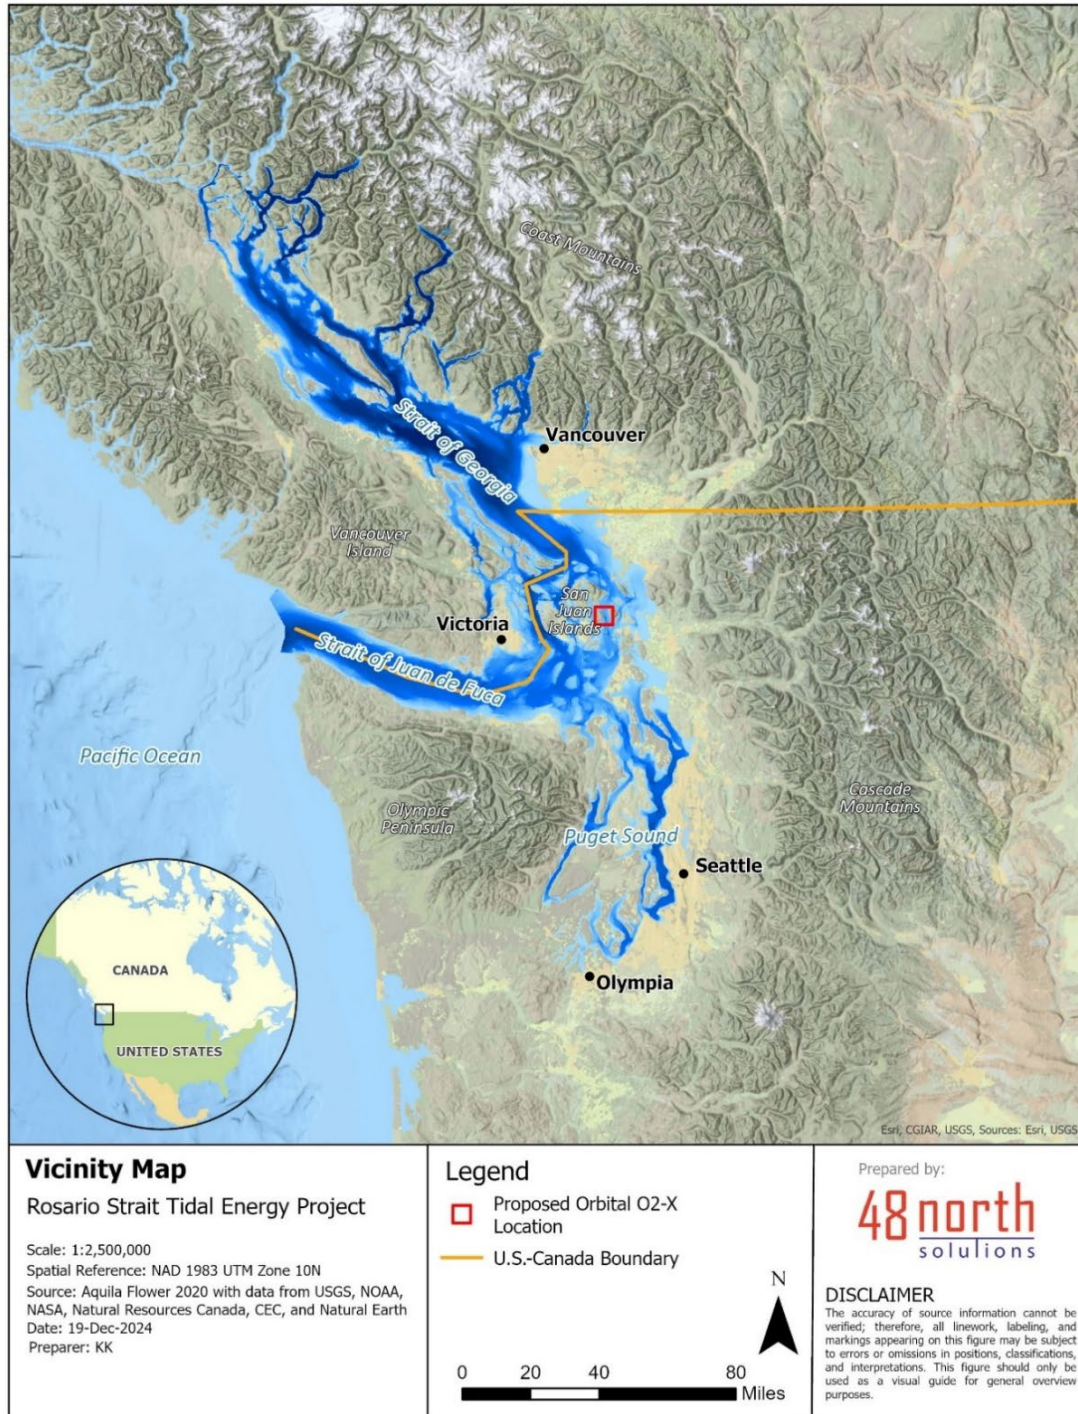 Coast Mountains
Strait of Georgia
Vancouver
Vancouver
Island
San
Juan
Islands
Victoria
Strait of Juan de Fuca
Pacific Ocean
Olympic
Peninsula
Cascade
Mountains
Puget Sound
Seattle
Olympia
CANADA
UNITED STATES
Esri, CGIAR, USGS, Sources: Esri, USGS
Vicinity Map
Rosario Strait Tidal Energy Project
Scale: 1:2,500,000
Spatial Reference: NAD 1983 UTM Zone 10N
Source: Aquila Flower 2020 with data from USGS, NOAA,
NASA, Natural Resources Canada, CEC, and Natural Earth
Date: 19-Dec-2024
Preparer: KK
Legend
Proposed Orbital O2-X
Location
U.S.-Canada Boundary
N
0 20 40 80
Miles
Prepared by:
48 north
solutions
DISCLAIMER
The accuracy of source information cannot be
verified; therefore, all linework, labeling, and
markings appearing on this figure may be subject
to errors or omissions in positions, classifications,
and interpretations. This figure should only be
used as a visual guide for general overview
purposes.